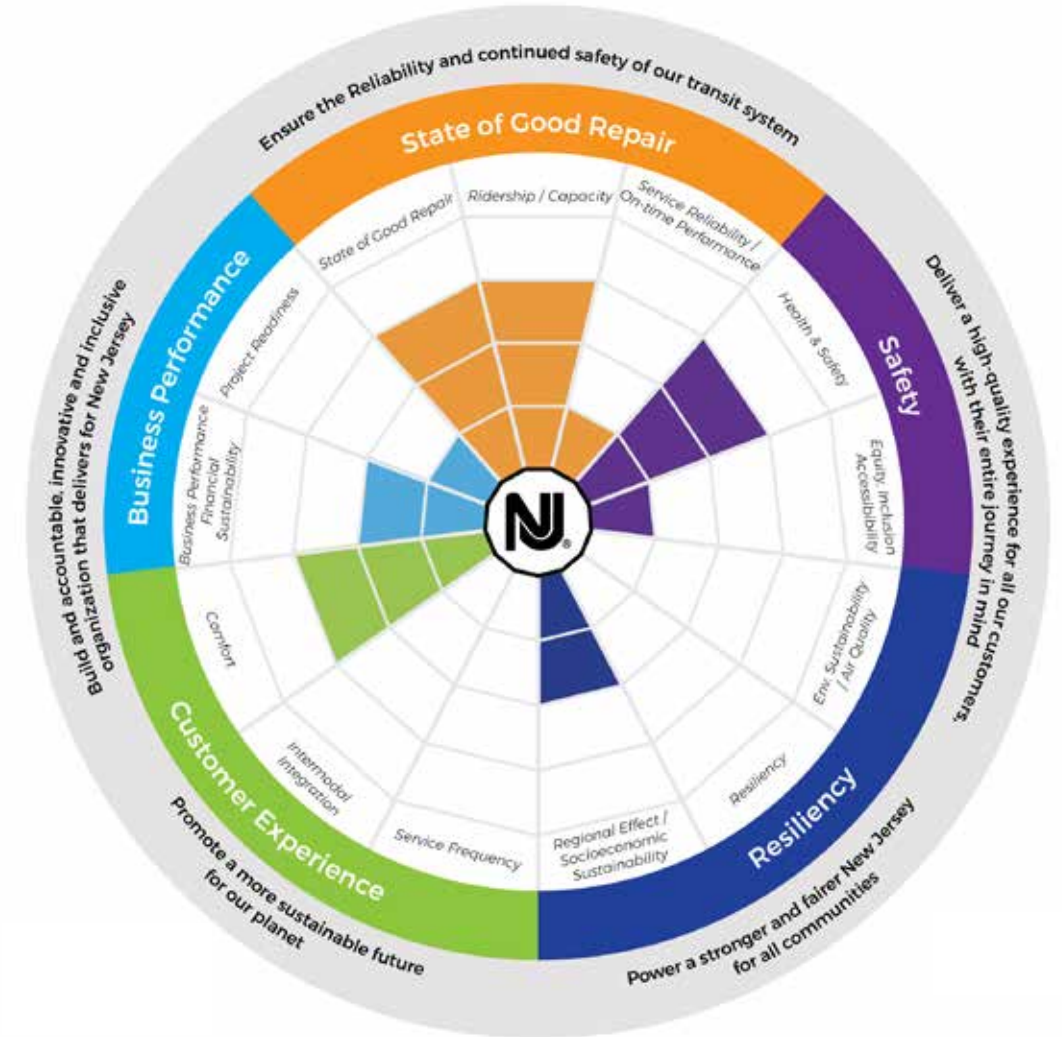 Ensure the Reliability and continued safety of our transit system
State of Good Repair
State of Good Repair
Ridership / Capacity
Service Reliability /
On-time Performance
Safety
Health & Safety
Equity, Inclusion
Accessibibility
Deliver a high-quality experience for all our customers,
with their entire journey in mind
Resiliency
Env. Sustainability
/ Air Quality
Resiliency
Regional Effect /
Socioeconomic
Sustainability
Power a stronger and fairer New Jersey
for all communities
Customer Experience
Service Frequency
Intermodal
Integration
Comfort
Promote a more sustainable future
for our planet
Business Performance
Business Performance
Financial
Sustainability
Project Readiness
Build and accountable, innovative and inclusive
organization that delivers for New Jersey
NJ
®